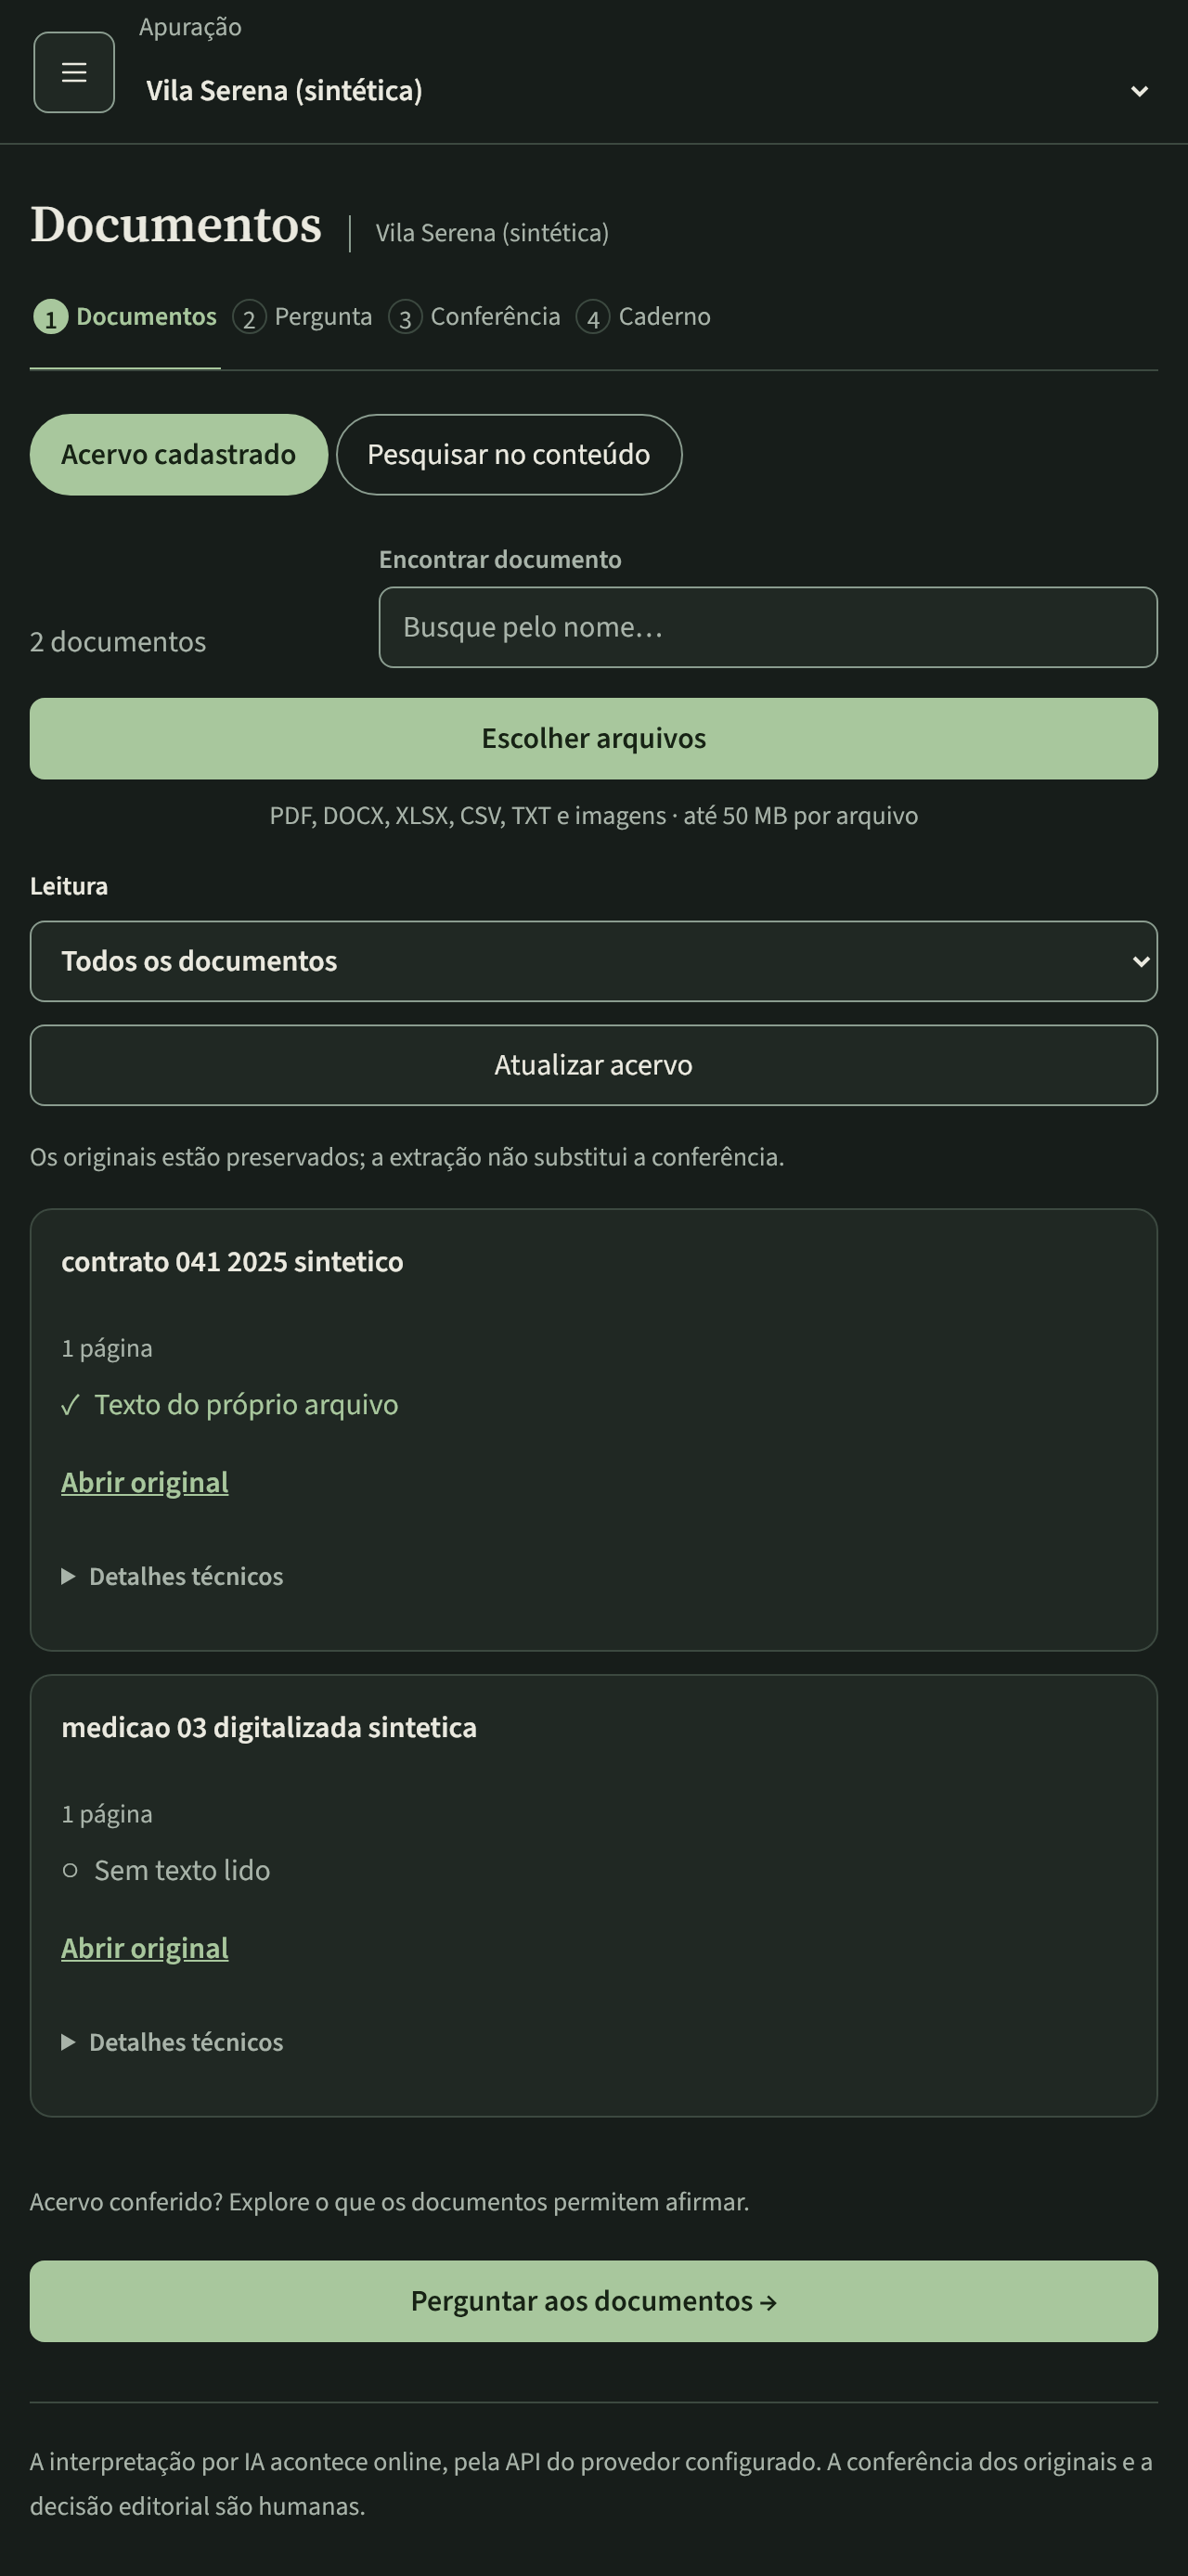 Apuração
Vila Serena (sintética)
Documentos
Vila Serena (sintética)
1 Documentos 2 Pergunta 3 Conferência 4 Caderno
Acervo cadastrado Pesquisar no conteúdo
Encontrar documento
2 documentos
Busque pelo nome…
Escolher arquivos
PDF, DOCX, XLSX, CSV, TXT e imagens · até 50 MB por arquivo
Leitura
Todos os documentos
Atualizar acervo
Os originais estão preservados; a extração não substitui a conferência.
contrato 041 2025 sintetico
1 página
✓ Texto do próprio arquivo
Abrir original
▶ Detalhes técnicos
medicao 03 digitalizada sintetica
1 página
○ Sem texto lido
Abrir original
▶ Detalhes técnicos
Acervo conferido? Explore o que os documentos permitem afirmar.
Perguntar aos documentos →
A interpretação por IA acontece online, pela API do provedor configurado. A conferência dos originais e a
decisão editorial são humanas.